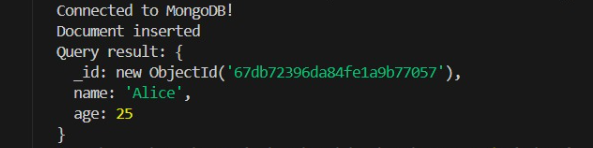 Connected to MongoDB!
Document inserted
Query result: {
  _id: new ObjectId('67db72396da84fe1a9b77057'),
  name: 'Alice',
  age: 25
}